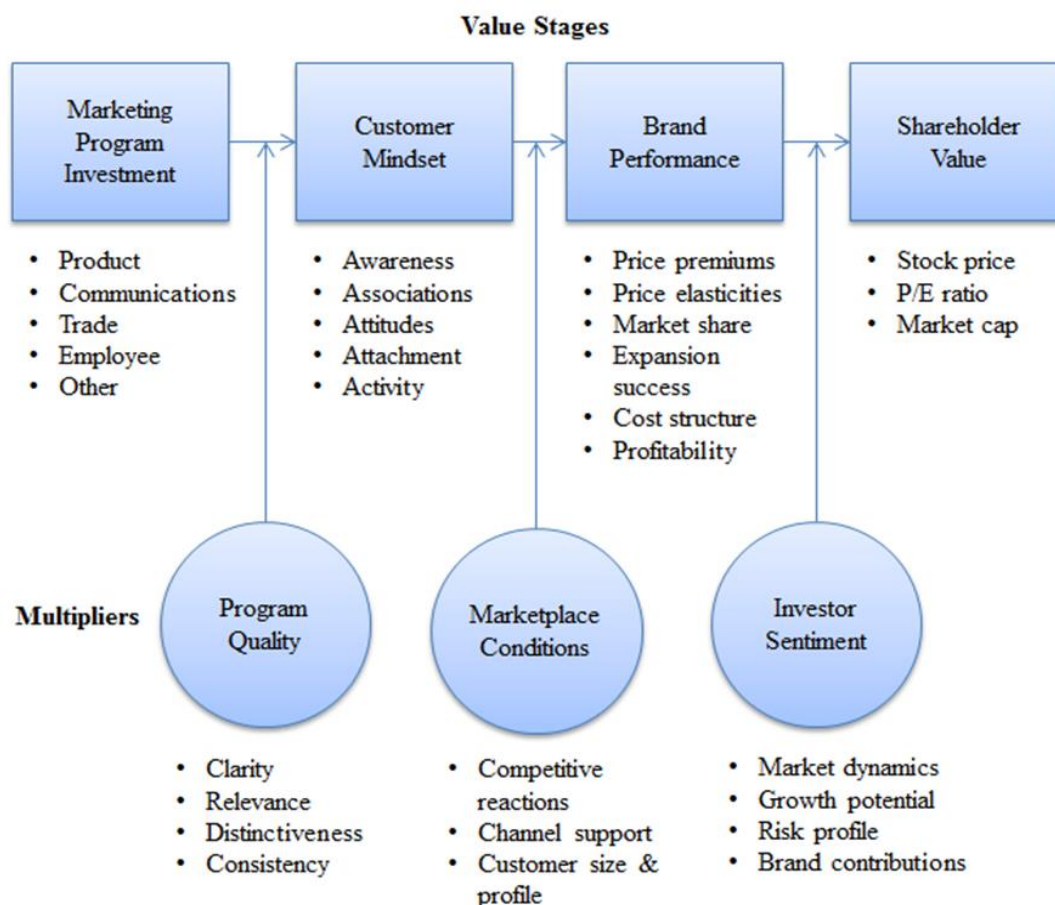 Value Stages
Marketing
Program
Investment
Customer
Mindset
Brand
Performance
Shareholder
Value
• Product
• Communications
• Trade
• Employee
• Other
• Awareness
• Associations
• Attitudes
• Attachment
• Activity
• Price premiums
• Price elasticities
• Market share
• Expansion
success
• Cost structure
• Profitability
• Stock price
• P/E ratio
• Market cap
Multipliers
Program
Quality
Marketplace
Conditions
Investor
Sentiment
• Clarity
• Relevance
• Distinctiveness
• Consistency
• Competitive
reactions
• Channel support
• Customer size &
profile
• Market dynamics
• Growth potential
• Risk profile
• Brand contributions